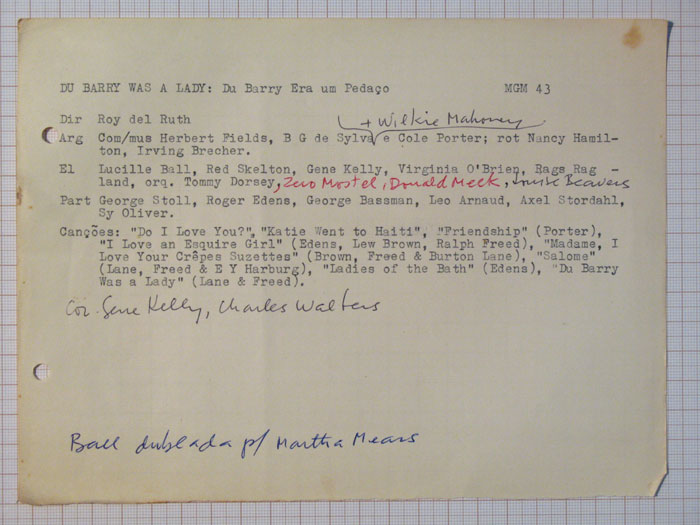 DU BARRY WAS A LADY: Du Barry Era um Pedaço MGM 43
+ Wilkie Mahoney
Dir Roy del Ruth
Arg Com/mus Herbert Fields, B G de Sylva e Cole Porter; rot Nancy Hamil-
ton, Irving Brecher.
El Lucille Ball, Red Skelton, Gene Kelly, Virginia O'Brien, Rags Rag -
land, orq. Tommy Dorsey, Zero Mostel, Donald Meek, Louise Beavers
Part George Stoll, Roger Edens, George Bassman, Leo Arnaud, Axel Stordahl,
Sy Oliver.
Canções: "Do I Love You?", "Katie Went to Haiti", "Friendship" (Porter),
"I Love an Esquire Girl" (Edens, Lew Brown, Ralph Freed), "Madame, I
Love Your Crêpes Suzettes" (Brown, Freed & Burton Lane), "Salome"
(Lane, Freed & E Y Harburg), "Ladies of the Bath" (Edens), "Du Barry
Was a Lady" (Lane & Freed).
Cor. Gene Kelly, Charles Walters
Ball dublada p/ Martha Mears